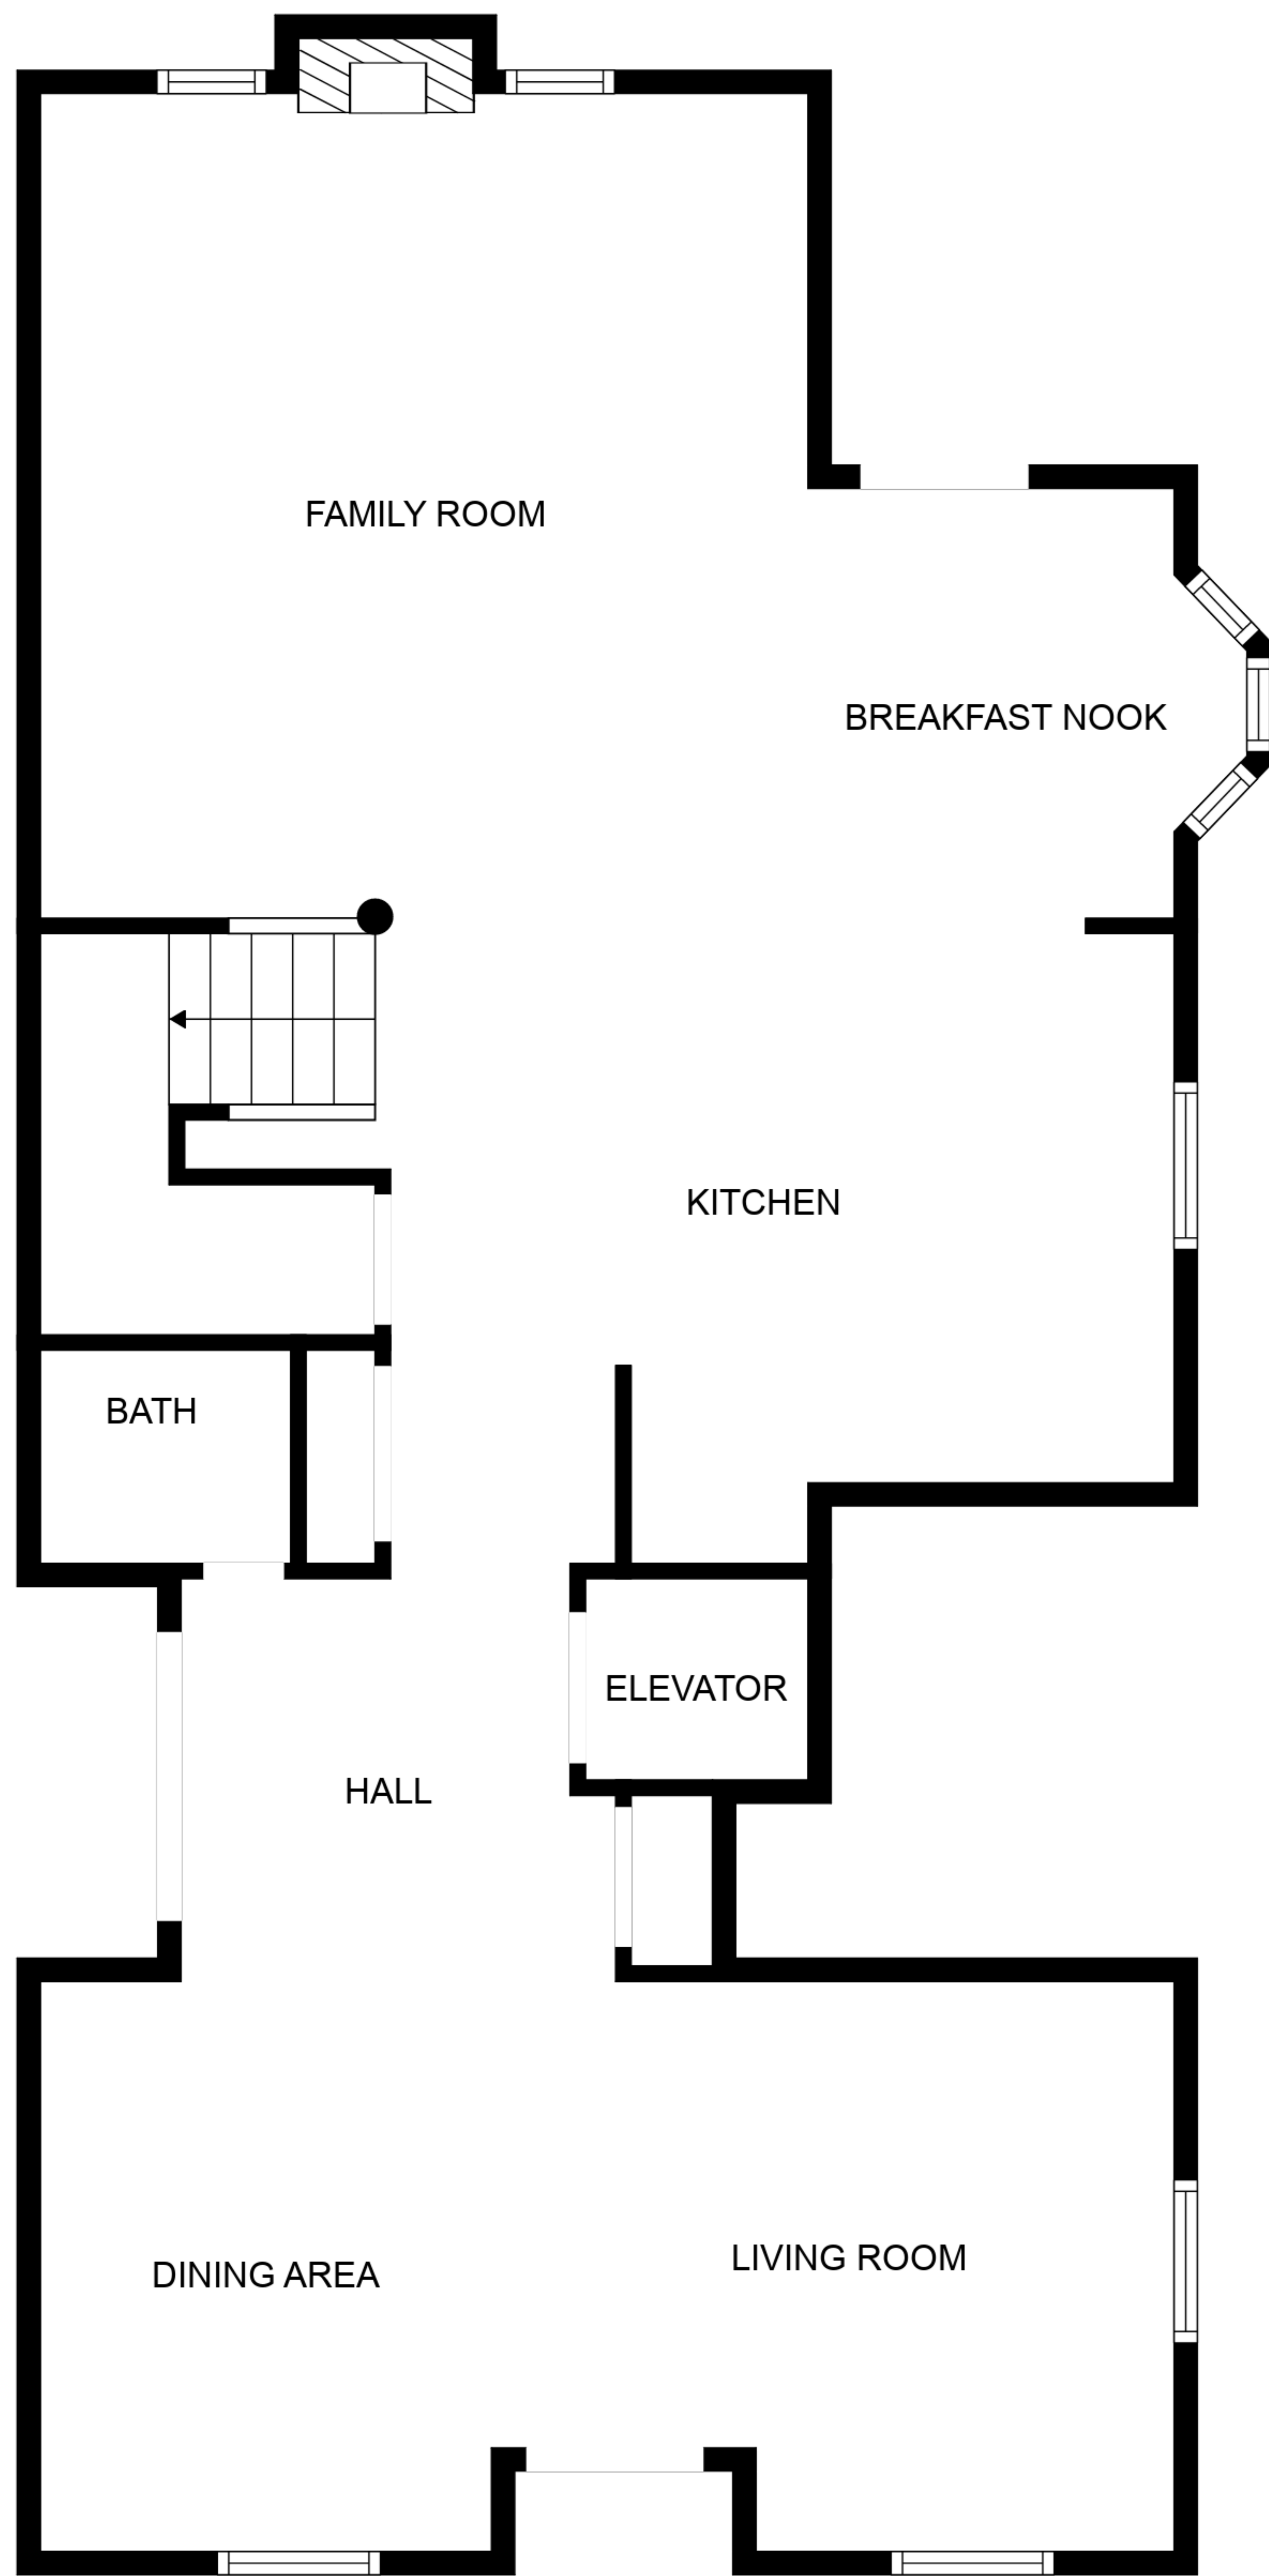 FAMILY ROOM
BREAKFAST NOOK
KITCHEN
BATH
ELEVATOR
HALL
LIVING ROOM
DINING AREA